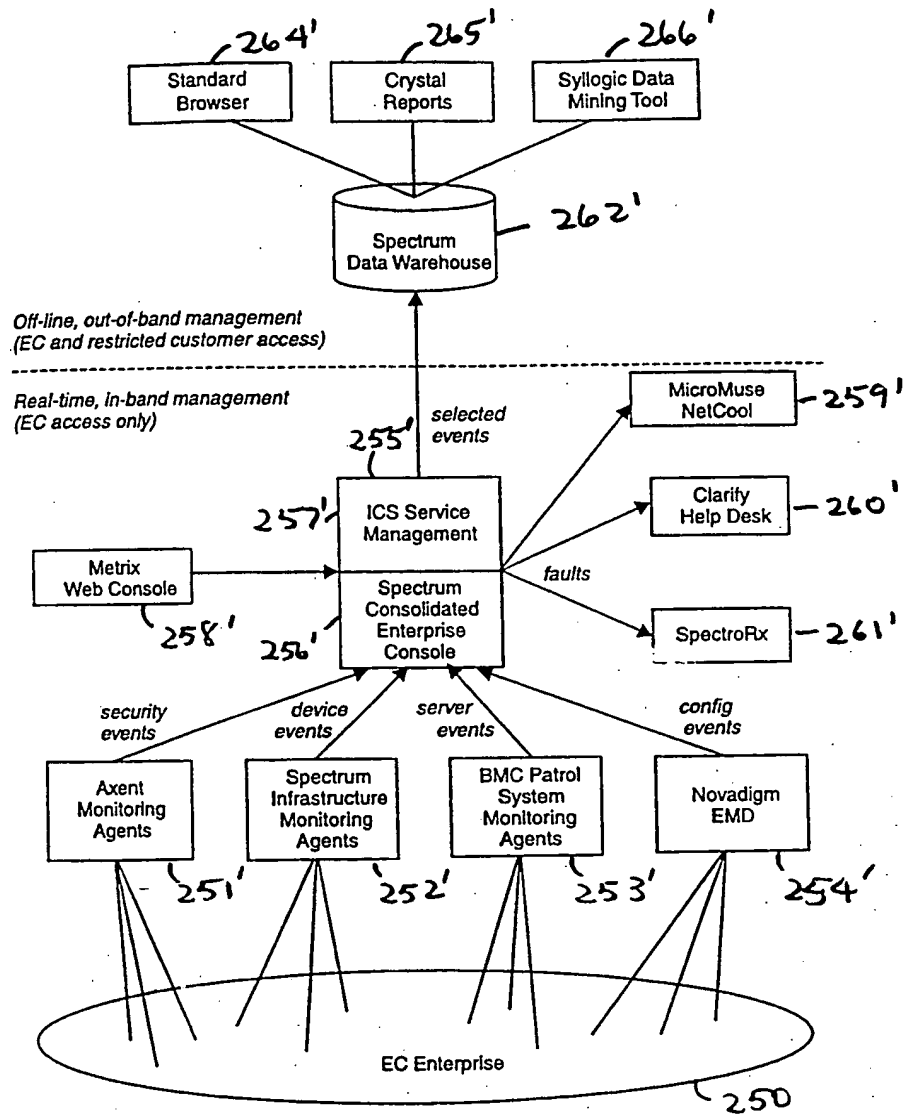 264'
265'
266'
Standard
Browser
Crystal
Reports
Syllogic Data
Mining Tool
262'
Spectrum
Data Warehouse
Off-line, out-of-band management
(EC and restricted customer access)
Real-time, in-band management
(EC access only)
selected
events
MicroMuse
NetCool
259'
255'
257'
ICS Service
Management
Clarify
Help Desk
260'
Metrix
Web Console
258'
faults
Spectrum
Consolidated
Enterprise
Console
256'
SpectroRx
261'
security
events
device
events
server
events
config
events
Axent
Monitoring
Agents
Spectrum
Infrastructure
Monitoring
Agents
BMC Patrol
System
Monitoring
Agents
Novadigm
EMD
251'
252'
253'
254'
EC Enterprise
250